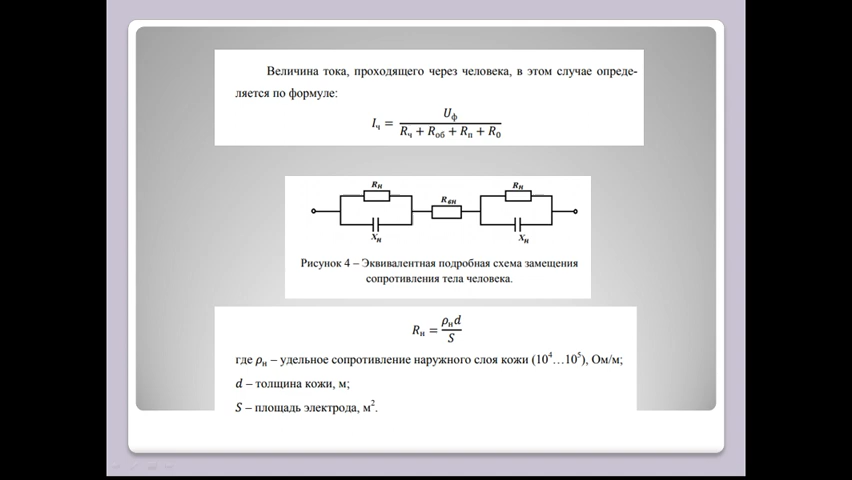 Величина тока, проходящего через человека, в этом случае опреде-
ляется по формуле:
Iч = Uф / (Rч + Rоб + Rп + R0)
Rн Rвн Rн
Xн Xн
Рисунок 4 – Эквивалентная подробная схема замещения
сопротивления тела человека.
Rн = ρнd / S
где ρн – удельное сопротивление наружного слоя кожи (10⁴…10⁵), Ом/м;
d – толщина кожи, м;
S – площадь электрода, м².